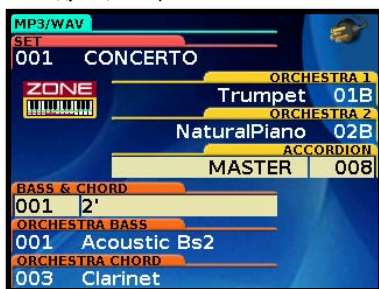 MP3/WAV
SET
001 CONCERTO
ZONE
ORCHESTRA 1
Trumpet 01B
ORCHESTRA 2
NaturalPiano 02B
ACCORDION
MASTER 008
BASS & CHORD
001 2'
ORCHESTRA BASS
001 Acoustic Bs2
ORCHESTRA CHORD
003 Clarinet